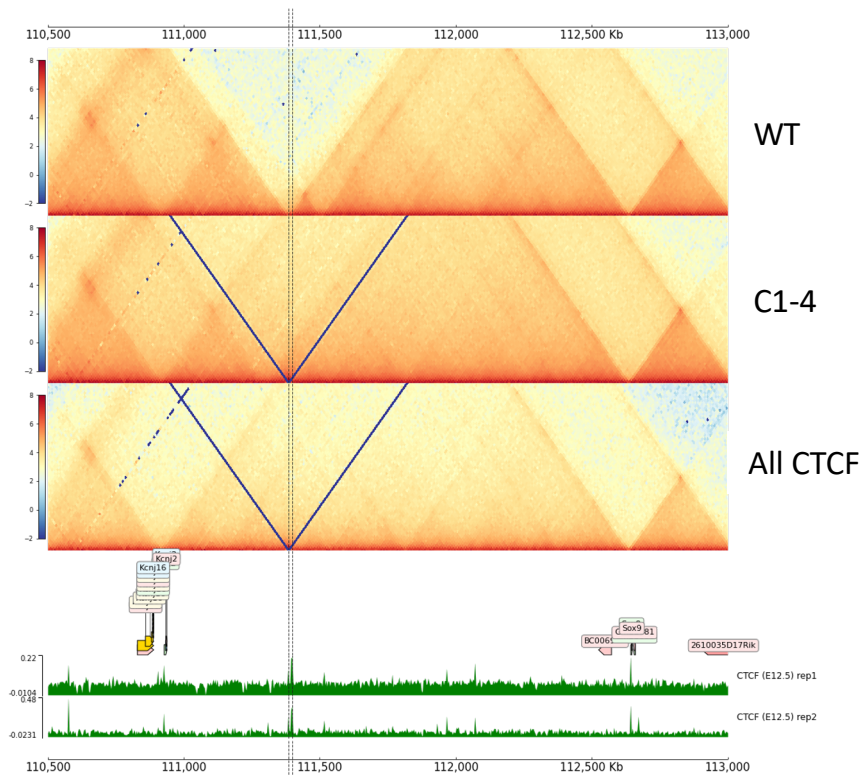 110,500 111,000 111,500 112,000 112,500 Kb 113,000
8
6
4
2
0
−2
WT
8
6
4
2
0
−2
C1-4
8
6
4
2
0
−2
All CTCF
Kcnj2
Kcnj16
Sox9
BC006
2610035D17Rik
0.22
-0.0104
CTCF (E12.5) rep1
0.48
-0.0231
CTCF (E12.5) rep2
110,500 111,000 111,500 112,000 112,500 Kb 113,000